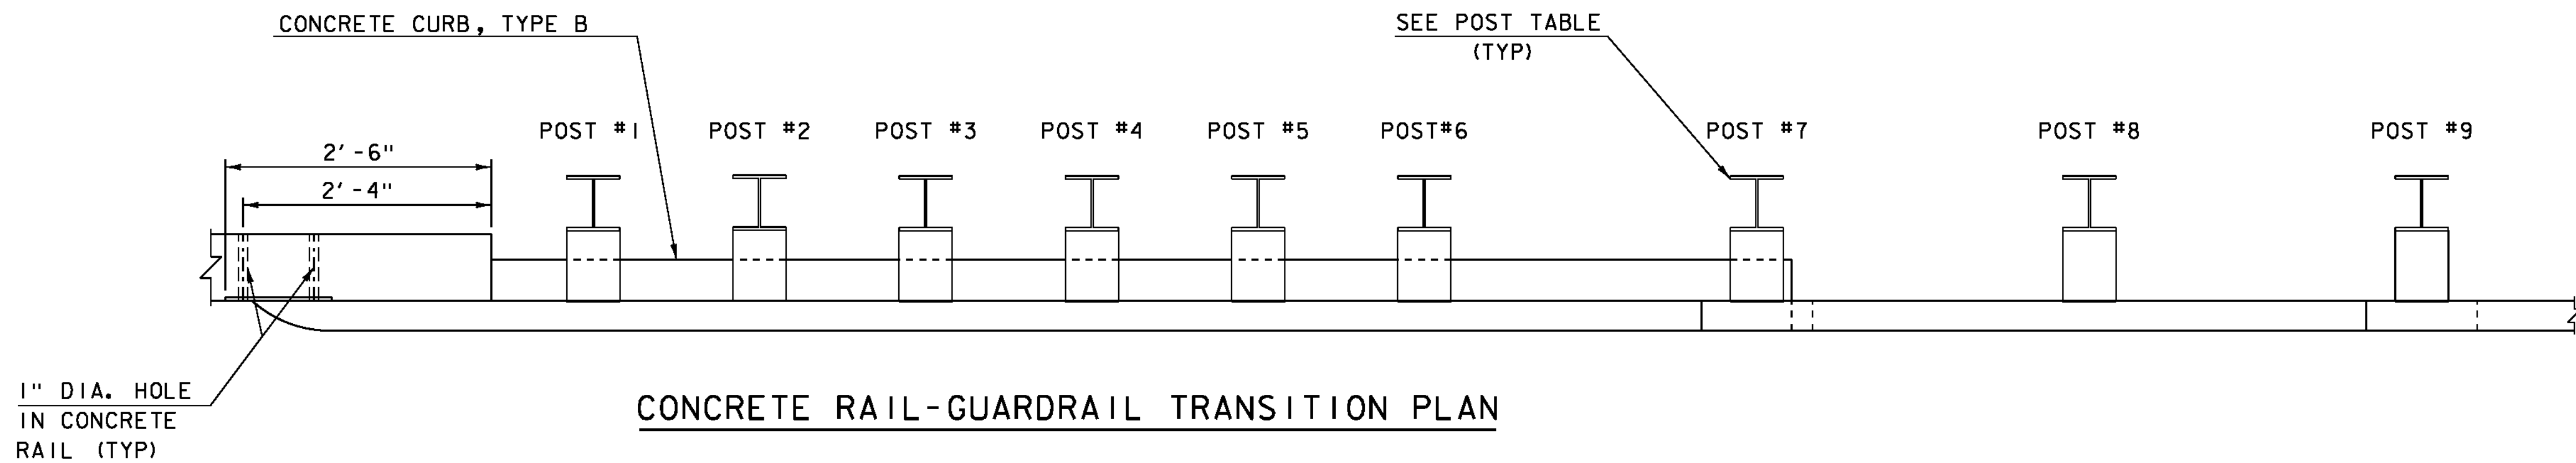 CONCRETE CURB, TYPE B
SEE POST TABLE
(TYP)
POST #1 POST #2 POST #3 POST #4 POST #5 POST#6 POST #7 POST #8 POST #9
2'-6"
2'-4"
1" DIA. HOLE
IN CONCRETE
RAIL (TYP)
CONCRETE RAIL-GUARDRAIL TRANSITION PLAN